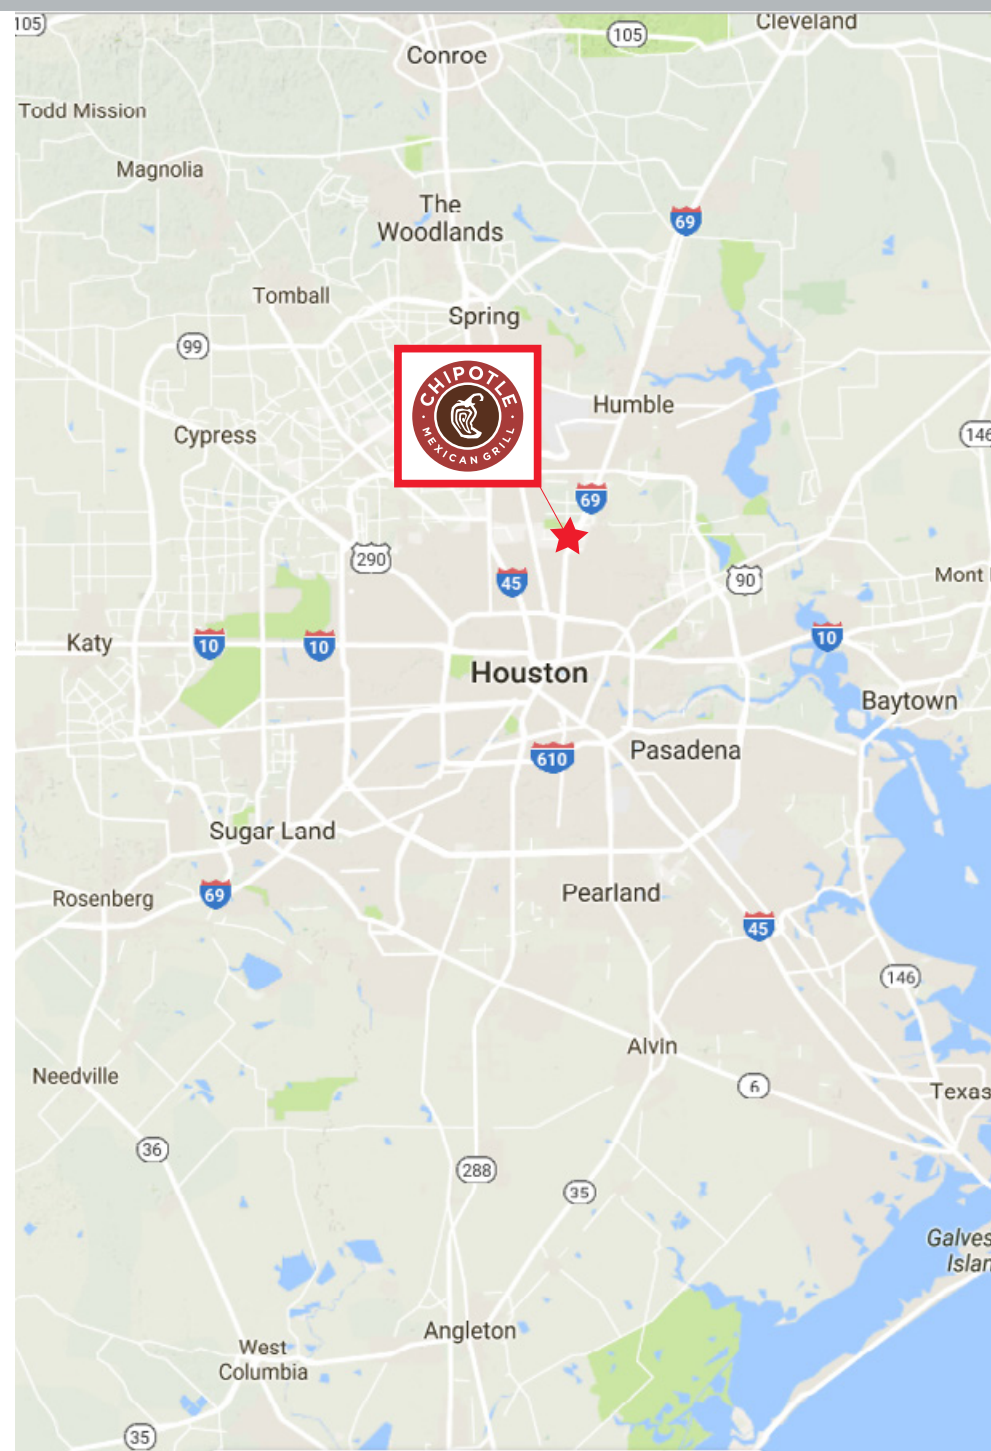 105
Cleveland
105
Conroe
Todd Mission
Magnolia
The
Woodlands
69
Tomball
Spring
99
CHIPOTLE
MEXICAN GRILL
Humble
Cypress
146
69
290
45
90
Mont
Katy
10
10
10
Houston
Baytown
Pasadena
610
Sugar Land
Rosenberg
69
Pearland
45
146
Alvin
Needville
6
Texas
36
288
35
Galves
Islan
Angleton
West
Columbia
35